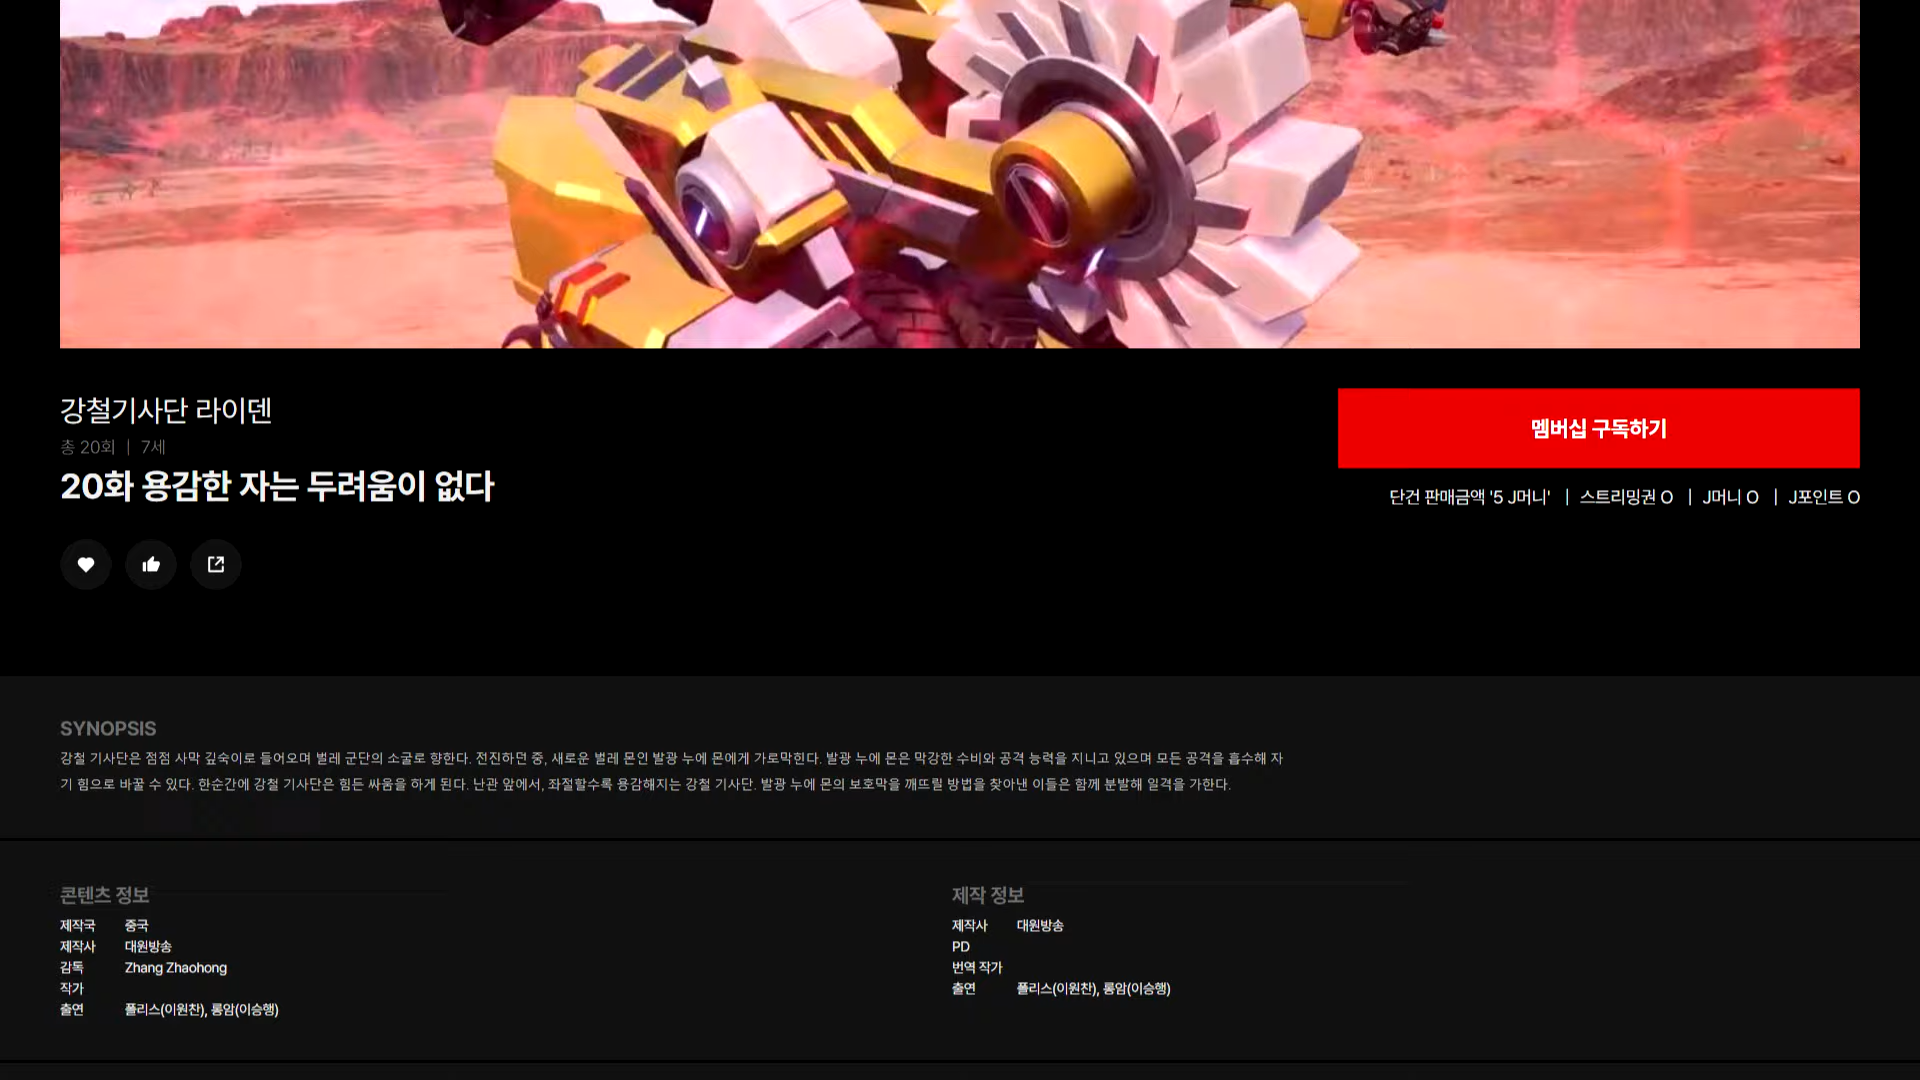 강철기사단 라이덴
총 20회 | 7세
20화 용감한 자는 두려움이 없다
멤버십 구독하기
단건 판매금액 '5 J머니' | 스트리밍권 O | J머니 O | J포인트 O
SYNOPSIS
강철 기사단은 점점 사막 깊숙이로 들어오며 벌레 군단의 소굴로 향한다. 전진하던 중, 새로운 벌레 몬인 발광 누에 몬에게 가로막힌다. 발광 누에 몬은 막강한 수비와 공격 능력을 지니고 있으며 모든 공격을 흡수해 자
기 힘으로 바꿀 수 있다. 한순간에 강철 기사단은 힘든 싸움을 하게 된다. 난관 앞에서, 좌절할수록 용감해지는 강철 기사단. 발광 누에 몬의 보호막을 깨뜨릴 방법을 찾아낸 이들은 함께 분발해 일격을 가한다.
콘텐츠 정보
제작국 중국
제작사 대원방송
감독 Zhang Zhaohong
작가
출연 폴리스(이원찬), 롱암(이승행)
제작 정보
제작사 대원방송
PD
번역 작가
출연 폴리스(이원찬), 롱암(이승행)